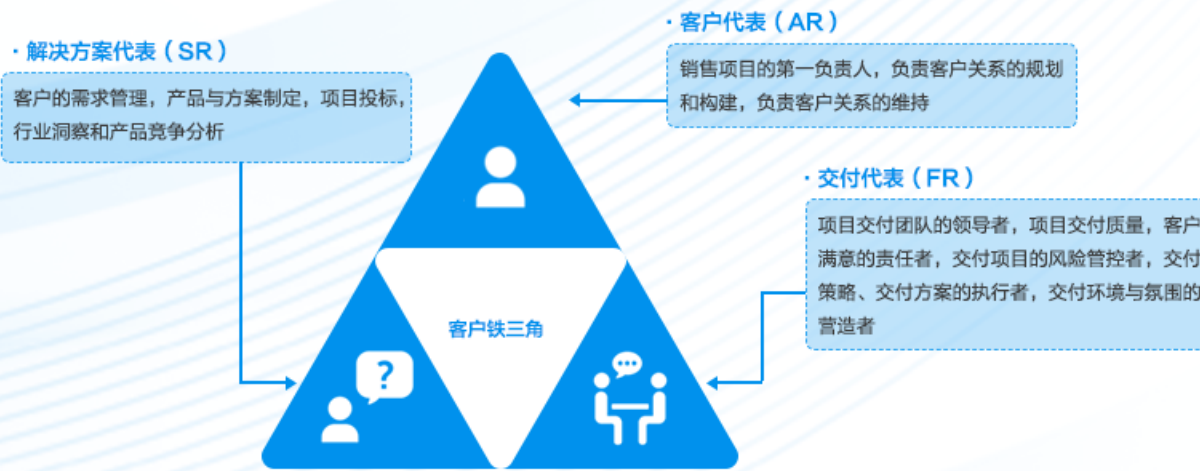 · 解决方案代表（SR）
客户的需求管理，产品与方案制定，项目投标，
行业洞察和产品竞争分析
· 客户代表（AR）
销售项目的第一负责人，负责客户关系的规划
和构建，负责客户关系的维持
· 交付代表（FR）
项目交付团队的领导者，项目交付质量，客户
满意的责任者，交付项目的风险管控者，交付
策略、交付方案的执行者，交付环境与氛围的
营造者
客户铁三角
?